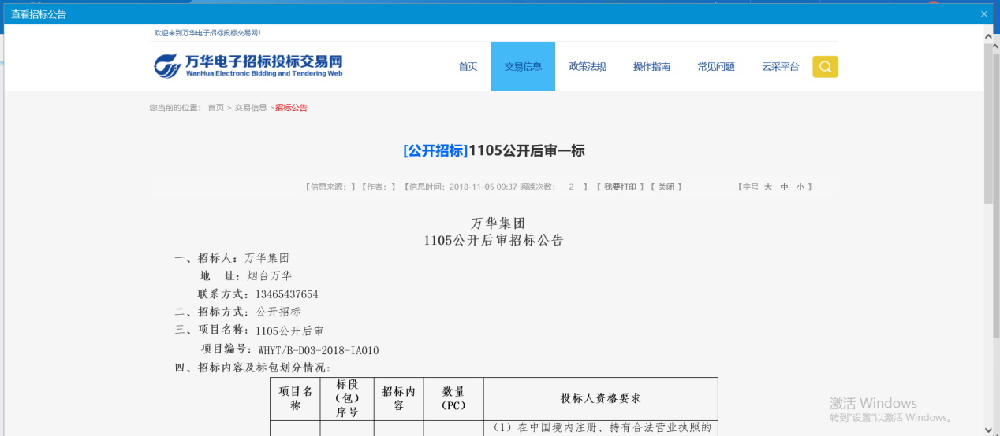 查看招标公告
欢迎来到万华电子招标投标交易网!
万华电子招标投标交易网
WanHua Electronic Bidding and Tendering Web
首页 交易信息 政策法规 操作指南 常见问题 云采平台
您当前的位置: 首页 > 交易信息 >招标公告
[公开招标]1105公开后审一标
【信息来源: 】【作者: 】 【信息时间: 2018-11-05 09:37 阅读次数: 2 】【 我要打印 】【 关闭 】 【字号 大 中 小 】
万华集团
1105公开后审招标公告
一、招标人: 万华集团
地 址: 烟台万华
联系方式: 13465437654
二、招标方式: 公开招标
三、项目名称: 1105公开后审
项目编号: WHYT/B-D03-2018-IA010
四、招标内容及标包划分情况:
项目名称 标段（包）序号 招标内容 数量(PC) 投标人资格要求
（1）在中国境内注册、持有合法营业执照的
激活 Windows
转到"设置"以激活 Windows。